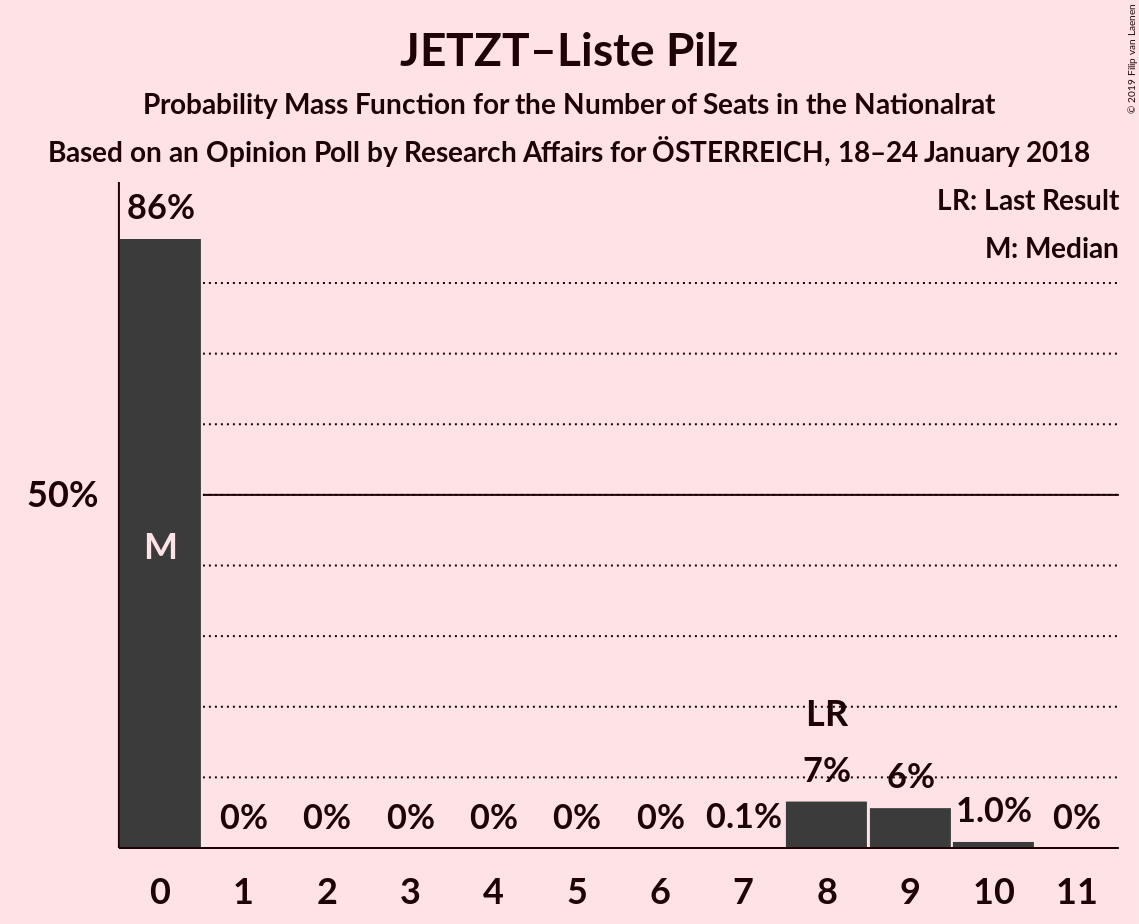 © 2019 Filip van Laenen
JETZT–Liste Pilz
Probability Mass Function for the Number of Seats in the Nationalrat
Based on an Opinion Poll by Research Affairs for ÖSTERREICH, 18–24 January 2018
LR: Last Result
M: Median
86%
50%
M
LR
0% 0% 0% 0% 0% 0% 0.1% 7% 6% 1.0% 0%
0 1 2 3 4 5 6 7 8 9 10 11